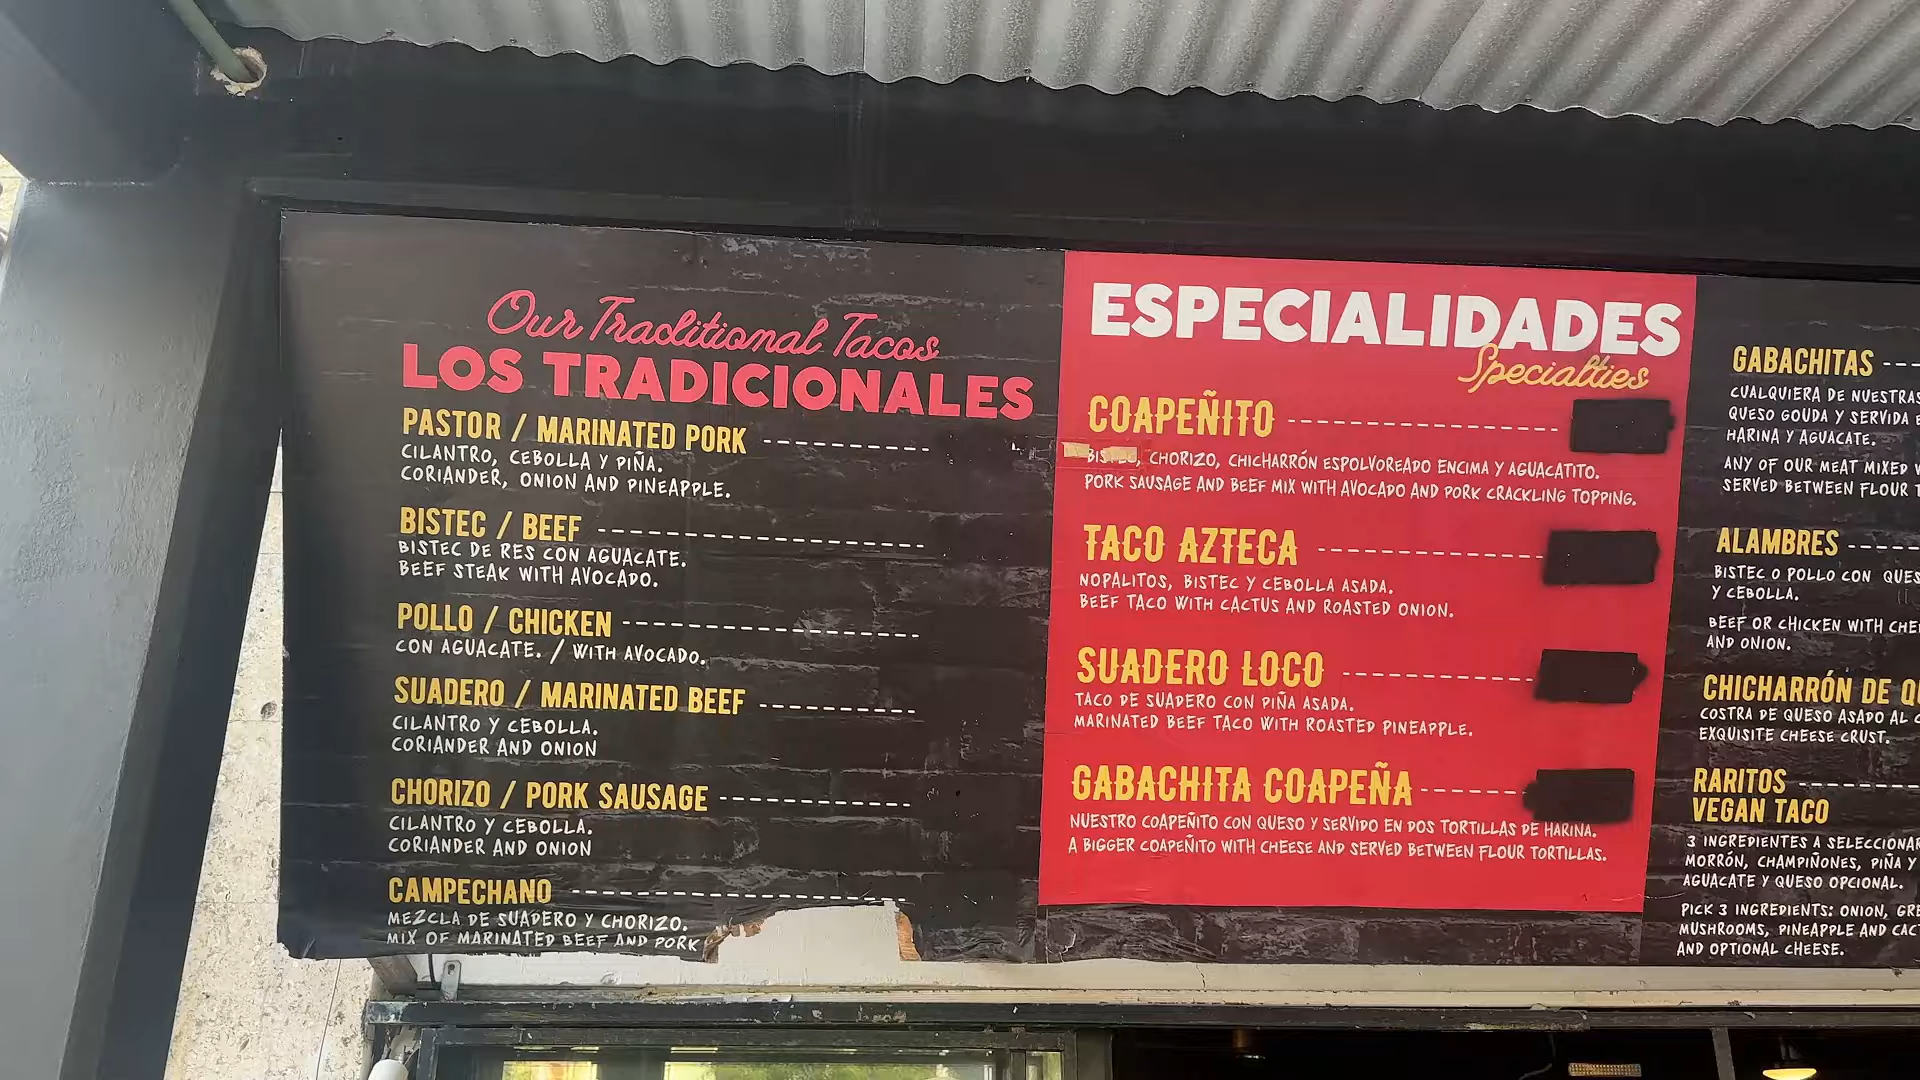 Our Traditional Tacos
LOS TRADICIONALES
PASTOR / MARINATED PORK
CILANTRO, CEBOLLA Y PIÑA.
CORIANDER, ONION AND PINEAPPLE.
BISTEC / BEEF
BISTEC DE RES CON AGUACATE.
BEEF STEAK WITH AVOCADO.
POLLO / CHICKEN
CON AGUACATE. / WITH AVOCADO.
SUADERO / MARINATED BEEF
CILANTRO Y CEBOLLA.
CORIANDER AND ONION
CHORIZO / PORK SAUSAGE
CILANTRO Y CEBOLLA.
CORIANDER AND ONION
CAMPECHANO
MEZCLA DE SUADERO Y CHORIZO.
MIX OF MARINATED BEEF AND PORK
ESPECIALIDADES
Specialties
COAPEÑITO
CHORIZO, CHICHARRÓN ESPOLVOREADO ENCIMA Y AGUACATITO.
PORK SAUSAGE AND BEEF MIX WITH AVOCADO AND PORK CRACKLING TOPPING.
TACO AZTECA
NOPALITOS, BISTEC Y CEBOLLA ASADA.
BEEF TACO WITH CACTUS AND ROASTED ONION.
SUADERO LOCO
TACO DE SUADERO CON PIÑA ASADA.
MARINATED BEEF TACO WITH ROASTED PINEAPPLE.
GABACHITA COAPEÑA
NUESTRO COAPEÑITO CON QUESO Y SERVIDO EN DOS TORTILLAS DE HARINA.
A BIGGER COAPEÑITO WITH CHEESE AND SERVED BETWEEN FLOUR TORTILLAS.
GABACHITAS
CUALQUIERA DE NUESTRAS
QUESO GOUDA Y SERVIDA
HARINA Y AGUACATE.
ANY OF OUR MEAT MIXED
SERVED BETWEEN FLOUR
ALAMBRES
BISTEC O POLLO CON
Y CEBOLLA.
BEEF OR CHICKEN WITH
AND ONION.
CHICHARRÓN DE
COSTRA DE QUESO ASADO AL
EXQUISITE CHEESE CRUST.
RARITOS
VEGAN TACO
3 INGREDIENTES A
MORRÓN, CHAMPIÑONES, PIÑA Y
AGUACATE Y QUESO OPCIONAL.
PICK 3 INGREDIENTS: ONION,
MUSHROOMS, PINEAPPLE AND
AND OPTIONAL CHEESE.